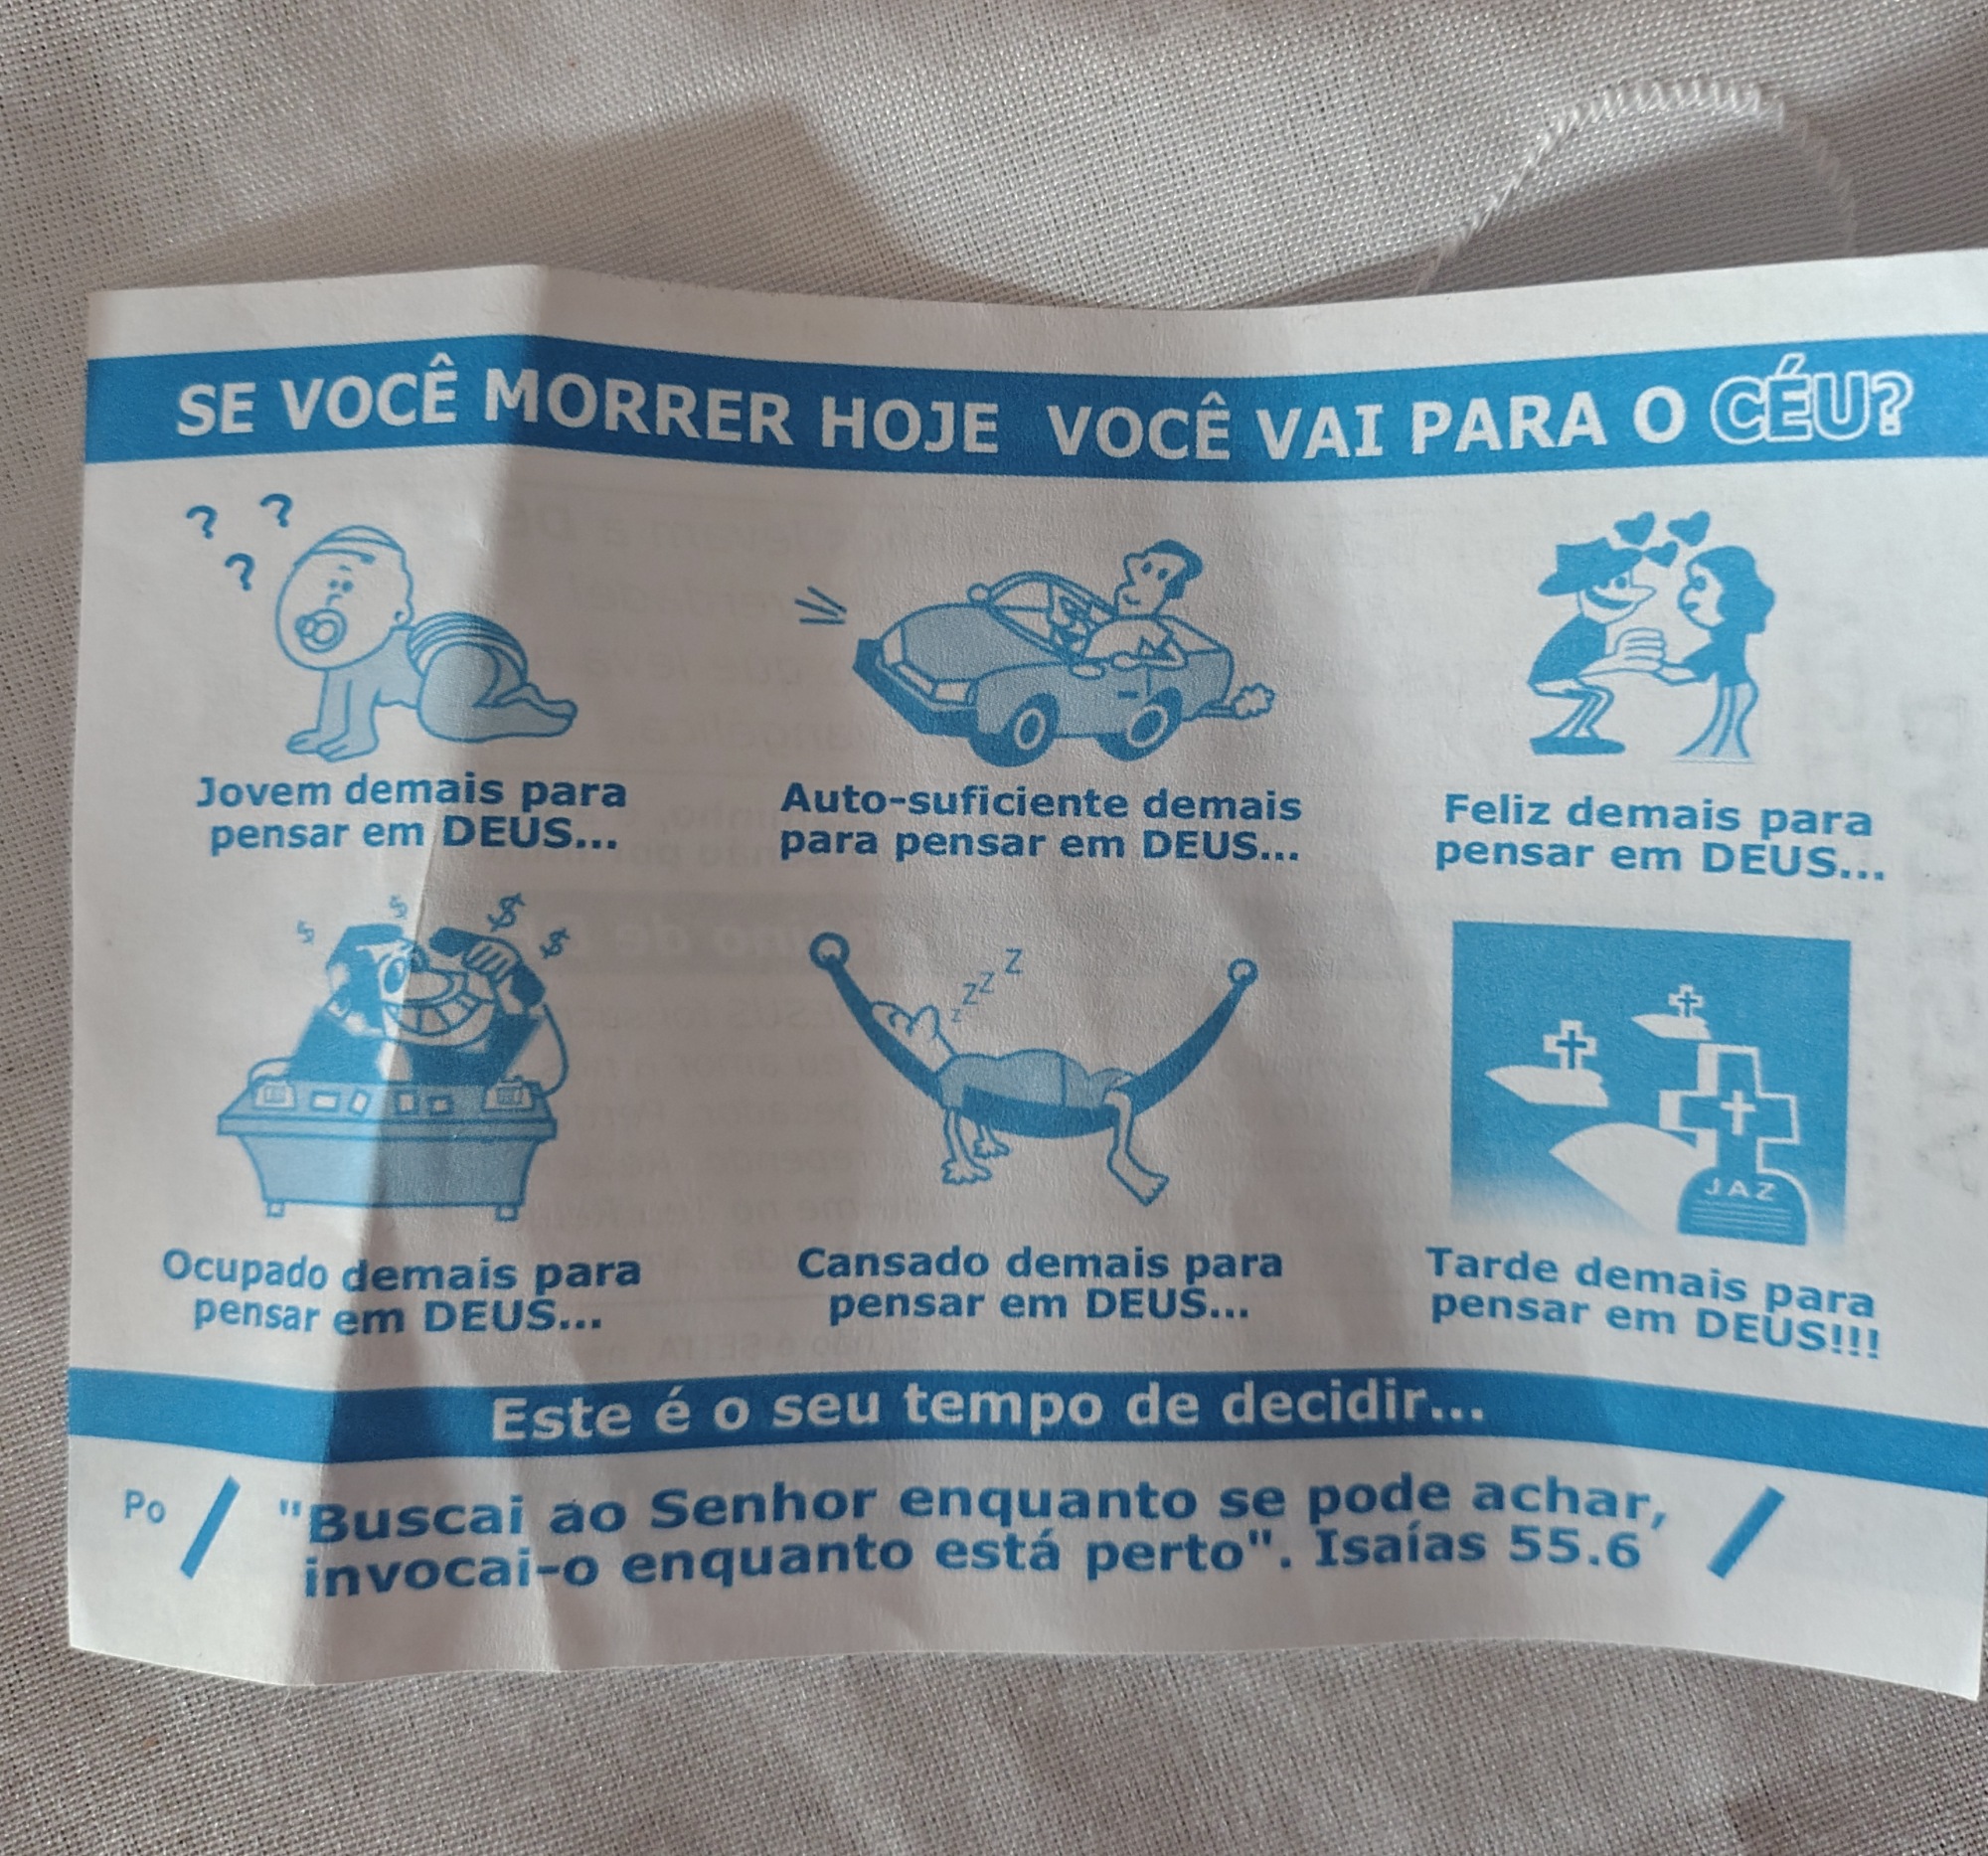 SE VOCÊ MORRER HOJE VOCÊ VAI PARA O CÉU?
? ? ?
Jovem demais para
pensar em DEUS...
Auto-suficiente demais
para pensar em DEUS...
Feliz demais para
pensar em DEUS...
$ $ $ $
Ocupado demais para
pensar em DEUS...
z z z Z
Cansado demais para
pensar em DEUS...
JAZ
Tarde demais para
pensar em DEUS!!!
Este é o seu tempo de decidir...
Po
"Buscai ao Senhor enquanto se pode achar,
invocai-o enquanto está perto". Isaías 55.6